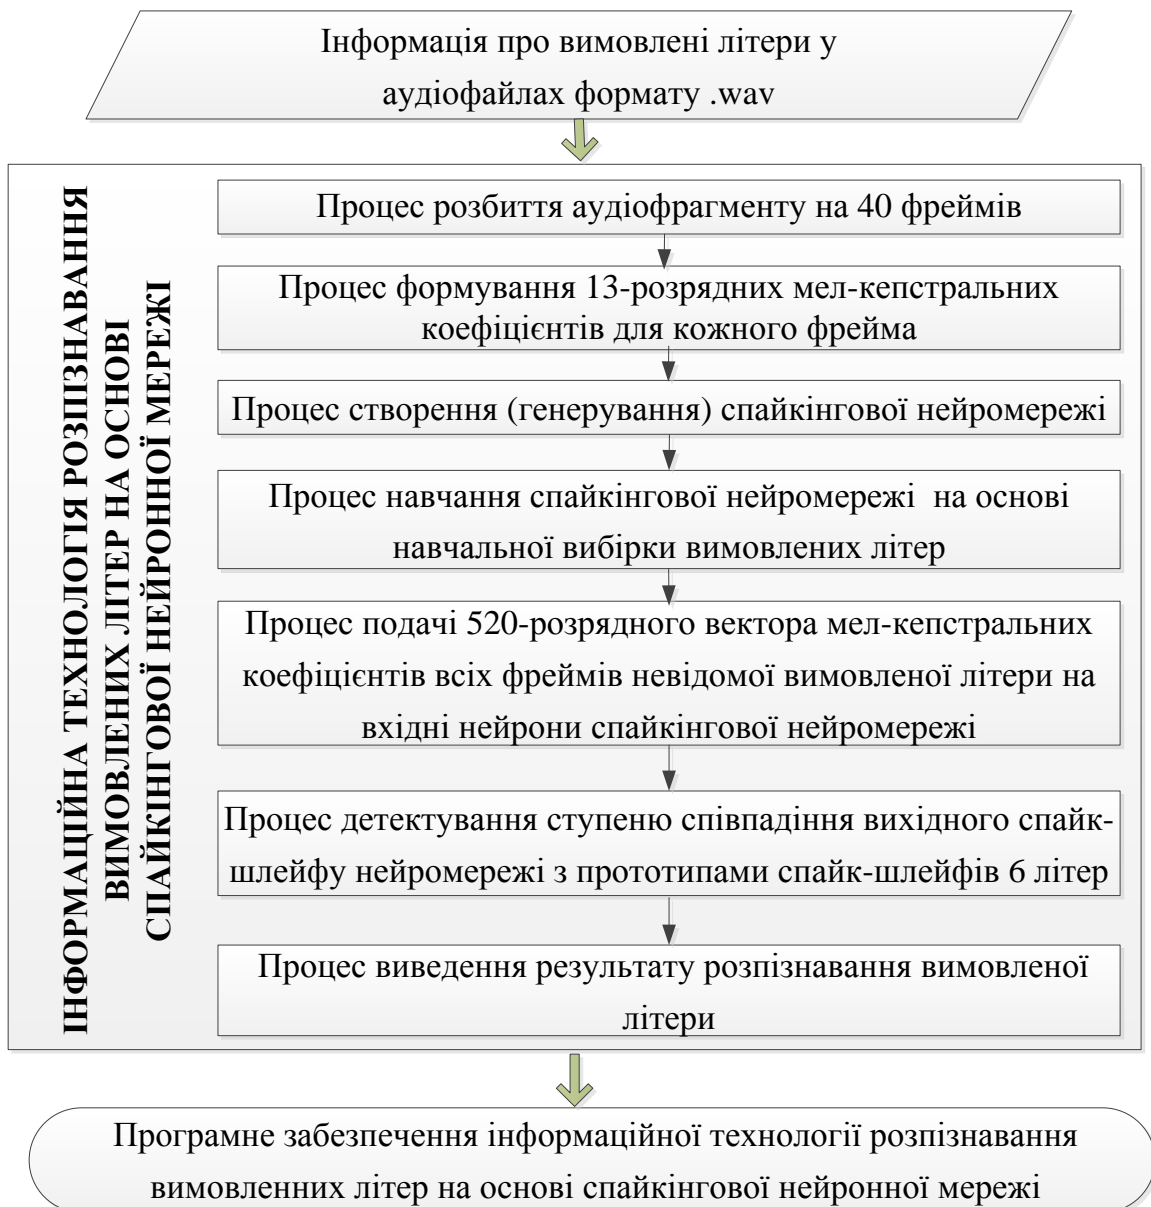 Інформація про вимовлені літери у
аудіофайлах формату .wav
ІНФОРМАЦІЙНА ТЕХНОЛОГІЯ РОЗПІЗНАВАННЯ
ВИМОВЛЕНИХ ЛІТЕР НА ОСНОВІ
СПАЙКІНГОВОЇ НЕЙРОННОЇ МЕРЕЖІ
Процес розбиття аудіофрагменту на 40 фреймів
Процес формування 13-розрядних мел-кепстральних
коефіцієнтів для кожного фрейма
Процес створення (генерування) спайкінгової нейромережі
Процес навчання спайкінгової нейромережі на основі
навчальної вибірки вимовлених літер
Процес подачі 520-розрядного вектора мел-кепстральних
коефіцієнтів всіх фреймів невідомої вимовленої літери на
вхідні нейрони спайкінгової нейромережі
Процес детектування ступеню співпадіння вихідного спайк-
шлейфу нейромережі з прототипами спайк-шлейфів 6 літер
Процес виведення результату розпізнавання вимовленої
літери
Програмне забезпечення інформаційної технології розпізнавання
вимовленних літер на основі спайкінгової нейронної мережі